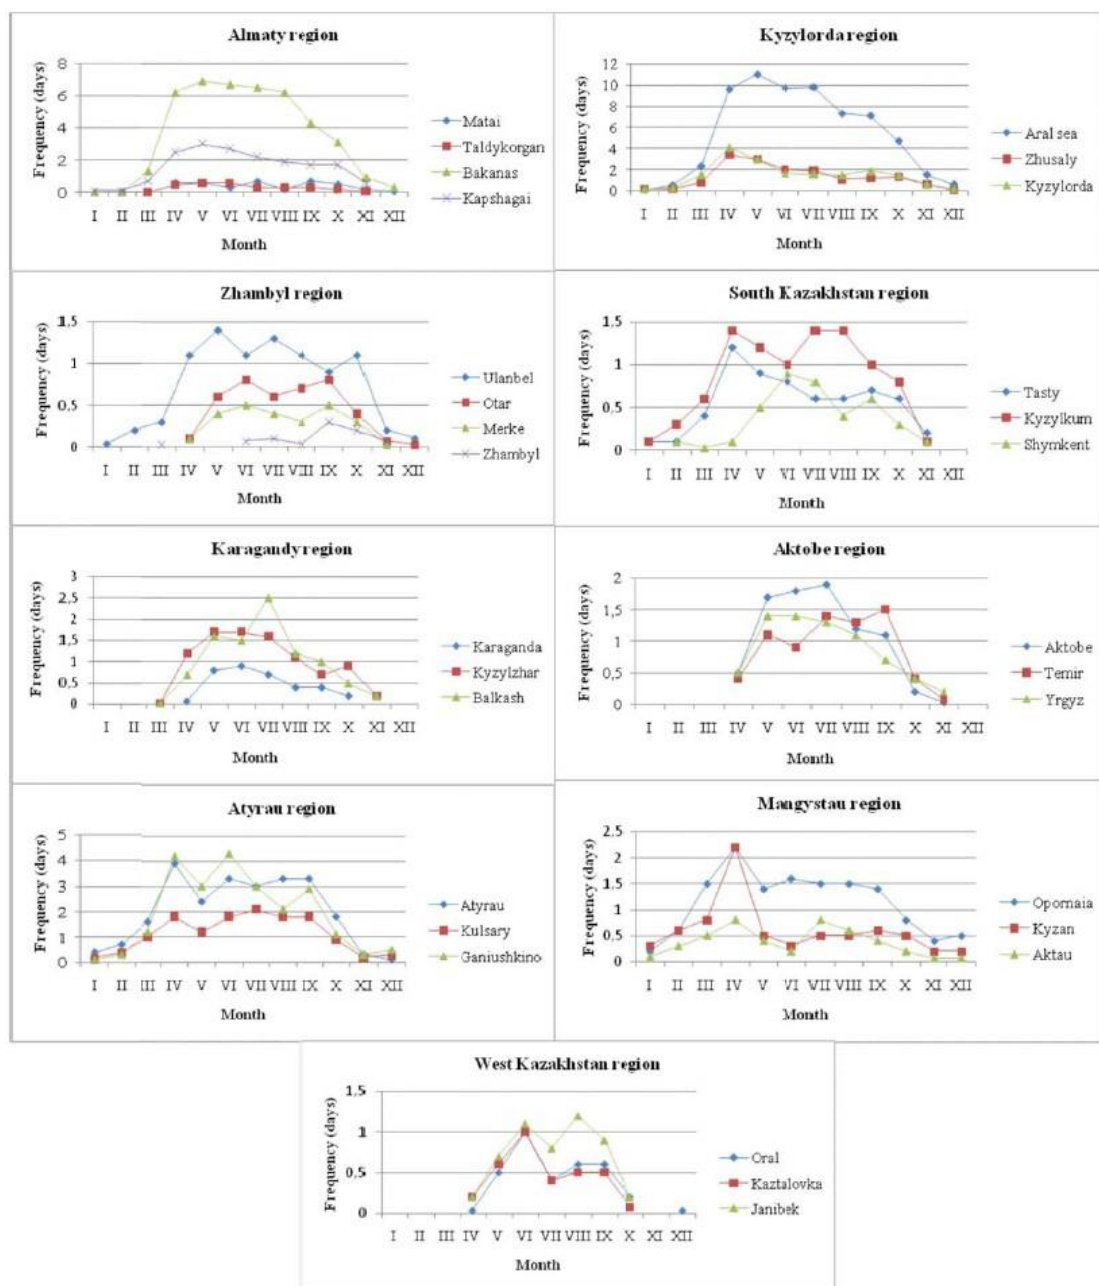 Almaty region
Frequency (days)
8
6
4
2
0
I II III IV V VI VII VIII IX X XI XII
Month
Matai
Taldykorgan
Bakanas
Kapshagai
Kyzylorda region
Frequency (days)
12
10
8
6
4
2
0
I II III IV V VI VII VIII IX X XI XII
Month
Aral sea
Zhusaly
Kyzylorda
Zhambyl region
Frequency (days)
1.5
1
0.5
0
I II III IV V VI VII VIII IX X XI XII
Month
Ulanbel
Otar
Merke
Zhambyl
South Kazakhstan region
Frequency (days)
1.5
1
0.5
0
I II III IV V VI VII VIII IX X XI XII
Month
Tasty
Kyzylkum
Shymkent
Karagandy region
Frequency (days)
3
2.5
2
1.5
1
0.5
0
I II III IV V VI VII VIII IX X XI XII
Month
Karaganda
Kyzylzhar
Balkash
Aktobe region
Frequency (days)
2
1.5
1
0.5
0
I II III IV V VI VII VIII IX X XI XII
Month
Aktobe
Temir
Yrgyz
Atyrau region
Frequency (days)
5
4
3
2
1
0
I II III IV V VI VII VIII IX X XI XII
Month
Atyrau
Kulsary
Ganiushkino
Mangystau region
Frequency (days)
2.5
2
1.5
1
0.5
0
I II III IV V VI VII VIII IX X XI XII
Month
Opornaia
Kyzan
Aktau
West Kazakhstan region
Frequency (days)
1.5
1
0.5
0
I II III IV V VI VII VIII IX X XI XII
Month
Oral
Kaztalovka
Janibek